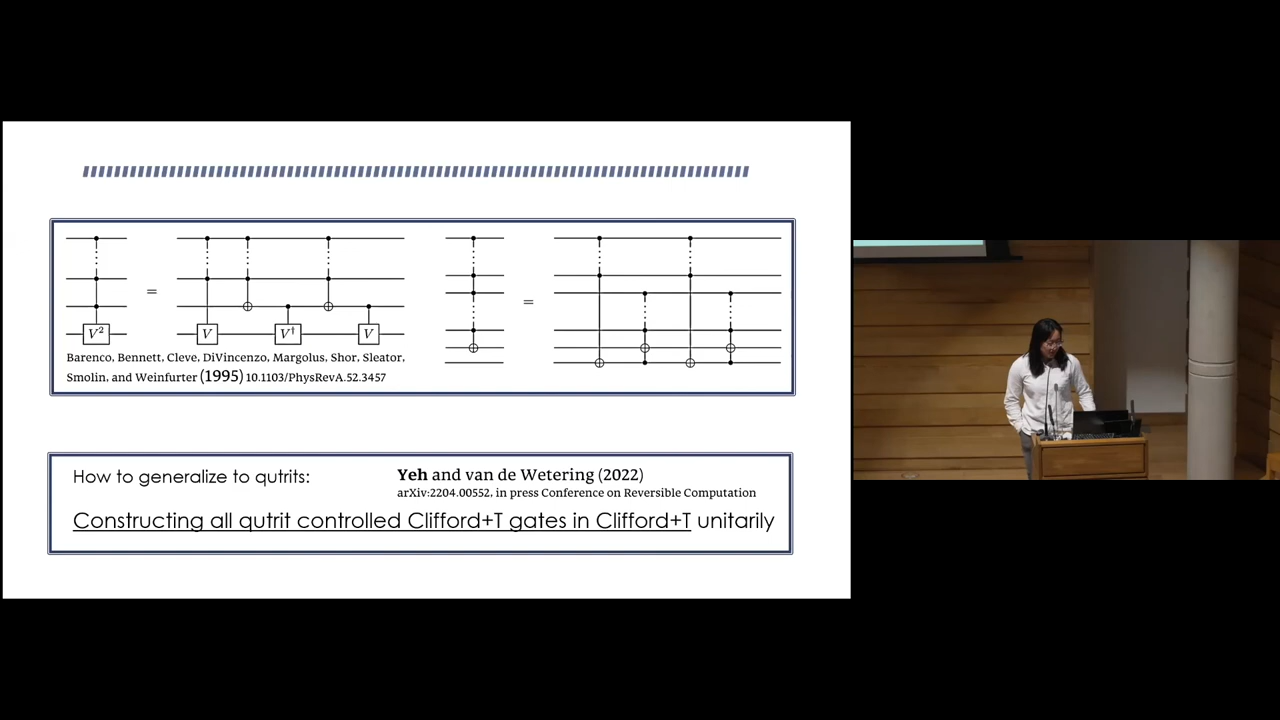 V²
=
V
V†
V
=
Barenco, Bennett, Cleve, DiVincenzo, Margolus, Shor, Sleator,
Smolin, and Weinfurter (1995) 10.1103/PhysRevA.52.3457
How to generalize to qutrits:
Yeh and van de Wetering (2022)
arXiv:2204.00552, in press Conference on Reversible Computation
Constructing all qutrit controlled Clifford+T gates in Clifford+T unitarily